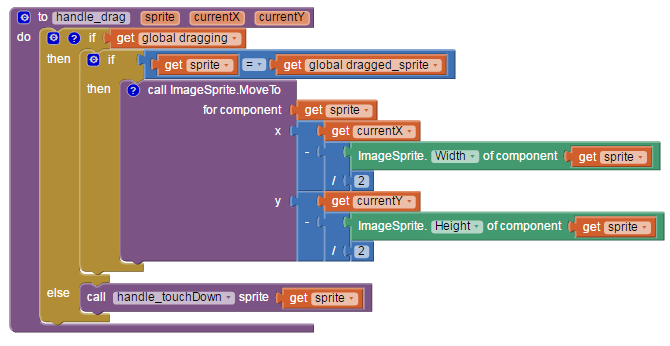 to handle_drag sprite currentX currentY
do if get global dragging
then if get sprite = get global dragged_sprite
then call ImageSprite.MoveTo
for component get sprite
x get currentX
- ImageSprite. Width of component get sprite
/ 2
y get currentY
- ImageSprite. Height of component get sprite
/ 2
else call handle_touchDown sprite get sprite